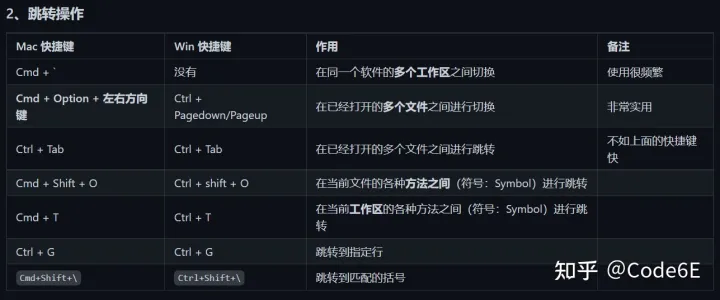 2、跳转操作
Mac 快捷键 Win 快捷键 作用 备注
Cmd + ` 没有 在同一个软件的多个工作区之间切换 使用很频繁
Cmd + Option + 左右方向键 Ctrl + Pagedown/Pageup 在已经打开的多个文件之间进行切换 非常实用
Ctrl + Tab Ctrl + Tab 在已经打开的多个文件之间进行跳转 不如上面的快捷键快
Cmd + Shift + O Ctrl + shift + O 在当前文件的各种方法之间（符号：Symbol）进行跳转
Cmd + T Ctrl + T 在当前工作区的各种方法之间（符号：Symbol）进行跳转
Ctrl + G Ctrl + G 跳转到指定行
Cmd+Shift+\ Ctrl+Shift+\ 跳转到匹配的括号
知乎 @Code6E